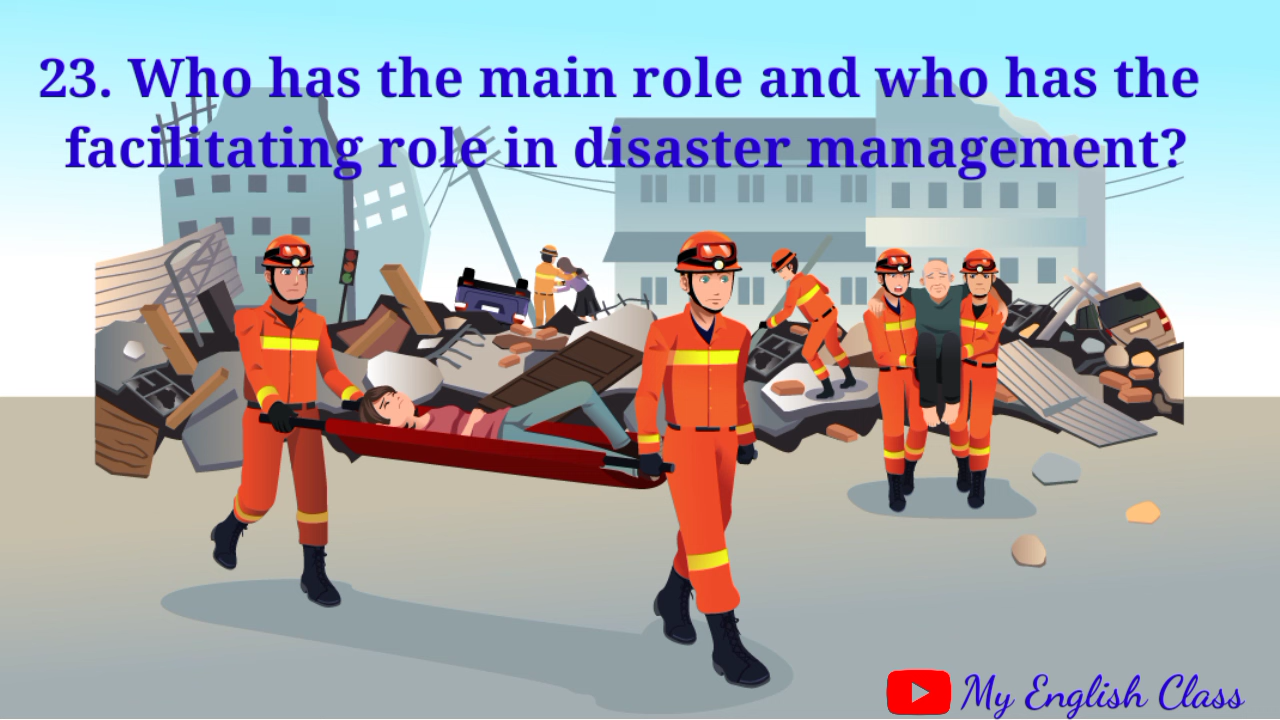 23. Who has the main role and who has the
facilitating role in disaster management?
My English Class